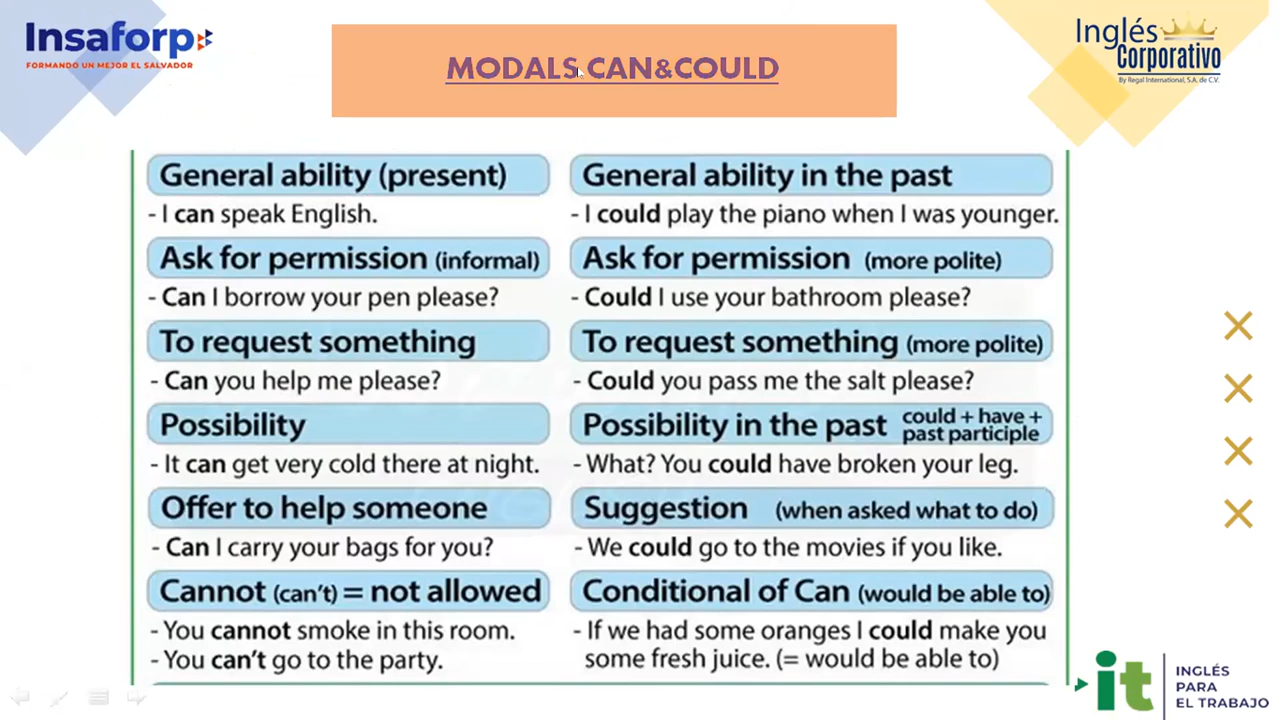 Insaforp
FORMANDO UN MEJOR EL SALVADOR
MODALS CAN&COULD
Inglés
Corporativo
By Regal International, S.A. de C.V.
General ability (present)
- I can speak English.
Ask for permission (informal)
- Can I borrow your pen please?
To request something
- Can you help me please?
Possibility
- It can get very cold there at night.
Offer to help someone
- Can I carry your bags for you?
Cannot (can't) = not allowed
- You cannot smoke in this room.
- You can't go to the party.
General ability in the past
- I could play the piano when I was younger.
Ask for permission (more polite)
- Could I use your bathroom please?
To request something (more polite)
- Could you pass me the salt please?
Possibility in the past could + have +
past participle
- What? You could have broken your leg.
Suggestion (when asked what to do)
- We could go to the movies if you like.
Conditional of Can (would be able to)
- If we had some oranges I could make you
some fresh juice. (= would be able to)
it
INGLÉS
PARA
EL TRABAJO